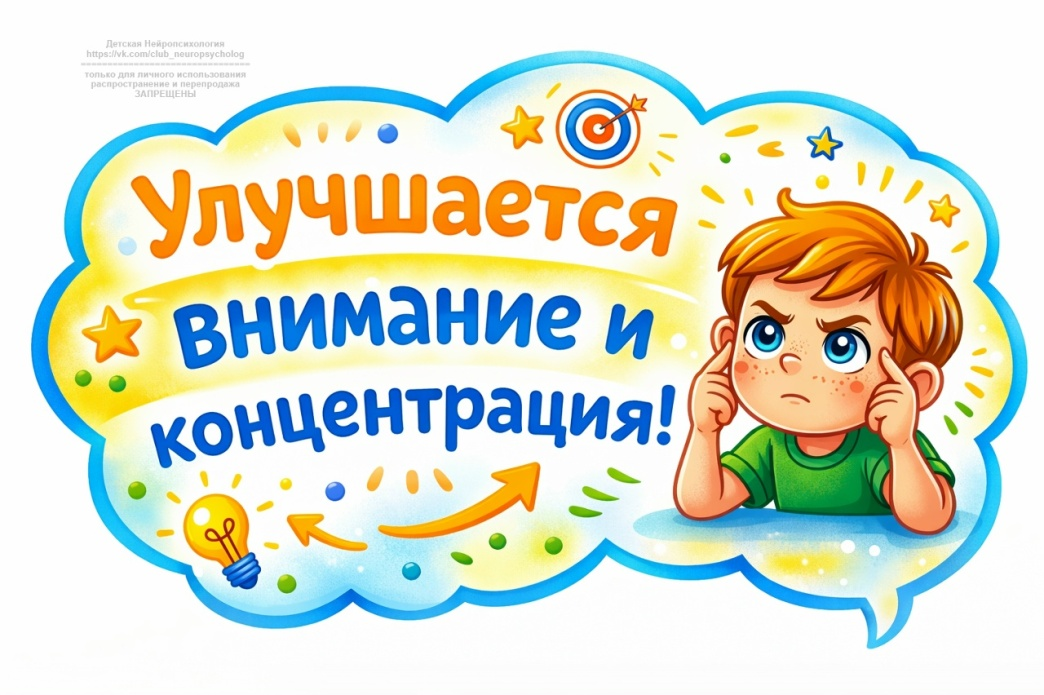 Детская Нейропсихология
https://vk.com/club_neuropsycholog
================================
только для личного использования
распространение и перепродажа
ЗАПРЕЩЕНЫ
Улучшается
внимание и
концентрация!